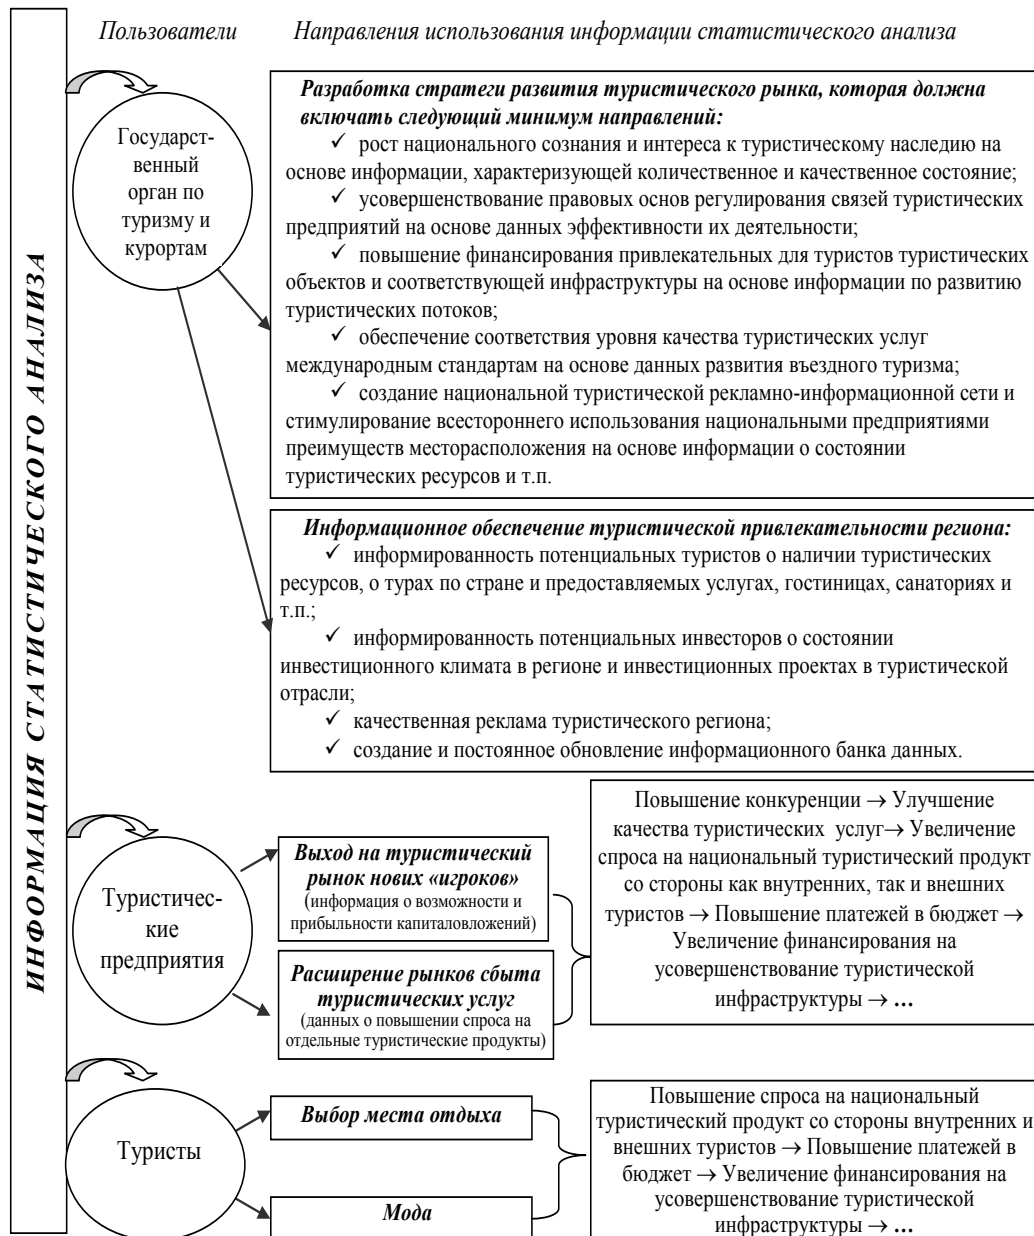 ИНФОРМАЦИЯ СТАТИСТИЧЕСКОГО АНАЛИЗА
Пользователи
Направления использования информации статистического анализа
Государст-
венный
орган по
туризму и
курортам
Разработка стратеги развития туристического рынка, которая должна
включать следующий минимум направлений:
✓ рост национального сознания и интереса к туристическому наследию на
основе информации, характеризующей количественное и качественное состояние;
✓ усовершенствование правовых основ регулирования связей туристических
предприятий на основе данных эффективности их деятельности;
✓ повышение финансирования привлекательных для туристов туристических
объектов и соответствующей инфраструктуры на основе информации по развитию
туристических потоков;
✓ обеспечение соответствия уровня качества туристических услуг
международным стандартам на основе данных развития въездного туризма;
✓ создание национальной туристической рекламно-информационной сети и
стимулирование всестороннего использования национальными предприятиями
преимуществ месторасположения на основе информации о состоянии
туристических ресурсов и т.п.
Информационное обеспечение туристической привлекательности региона:
✓ информированность потенциальных туристов о наличии туристических
ресурсов, о турах по стране и предоставляемых услугах, гостиницах, санаториях и
т.п.;
✓ информированность потенциальных инвесторов о состоянии
инвестиционного климата в регионе и инвестиционных проектах в туристической
отрасли;
✓ качественная реклама туристического региона;
✓ создание и постоянное обновление информационного банка данных.
Туристичес-
кие
предприятия
Выход на туристический
рынок новых «игроков»
(информация о возможности и
прибыльности капиталовложений)
Расширение рынков сбыта
туристических услуг
(данных о повышении спроса на
отдельные туристические продукты)
Повышение конкуренции → Улучшение
качества туристических услуг→ Увеличение
спроса на национальный туристический продукт
со стороны как внутренних, так и внешних
туристов → Повышение платежей в бюджет →
Увеличение финансирования на
усовершенствование туристической
инфраструктуры → ...
Туристы
Выбор места отдыха
Мода
Повышение спроса на национальный
туристический продукт со стороны внутренних и
внешних туристов → Повышение платежей в
бюджет → Увеличение финансирования на
усовершенствование туристической
инфраструктуры → ...